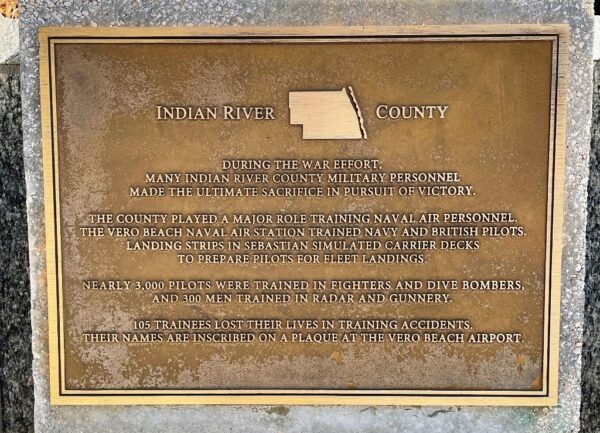 INDIAN RIVER COUNTY
DURING THE WAR EFFORT,
MANY INDIAN RIVER COUNTY MILITARY PERSONNEL
MADE THE ULTIMATE SACRIFICE IN PURSUIT OF VICTORY.
THE COUNTY PLAYED A MAJOR ROLE TRAINING NAVAL AIR PERSONNEL.
THE VERO BEACH NAVAL AIR STATION TRAINED NAVY AND BRITISH PILOTS.
LANDING STRIPS IN SEBASTIAN SIMULATED CARRIER DECKS
TO PREPARE PILOTS FOR FLEET LANDINGS.
NEARLY 3,000 PILOTS WERE TRAINED IN FIGHTERS AND DIVE BOMBERS,
AND 300 MEN TRAINED IN RADAR AND GUNNERY.
105 TRAINEES LOST THEIR LIVES IN TRAINING ACCIDENTS.
THEIR NAMES ARE INSCRIBED ON A PLAQUE AT THE VERO BEACH AIRPORT.